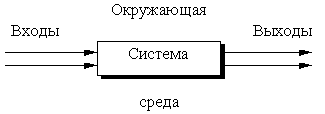 Окружающая
Входы
Выходы
Система
среда